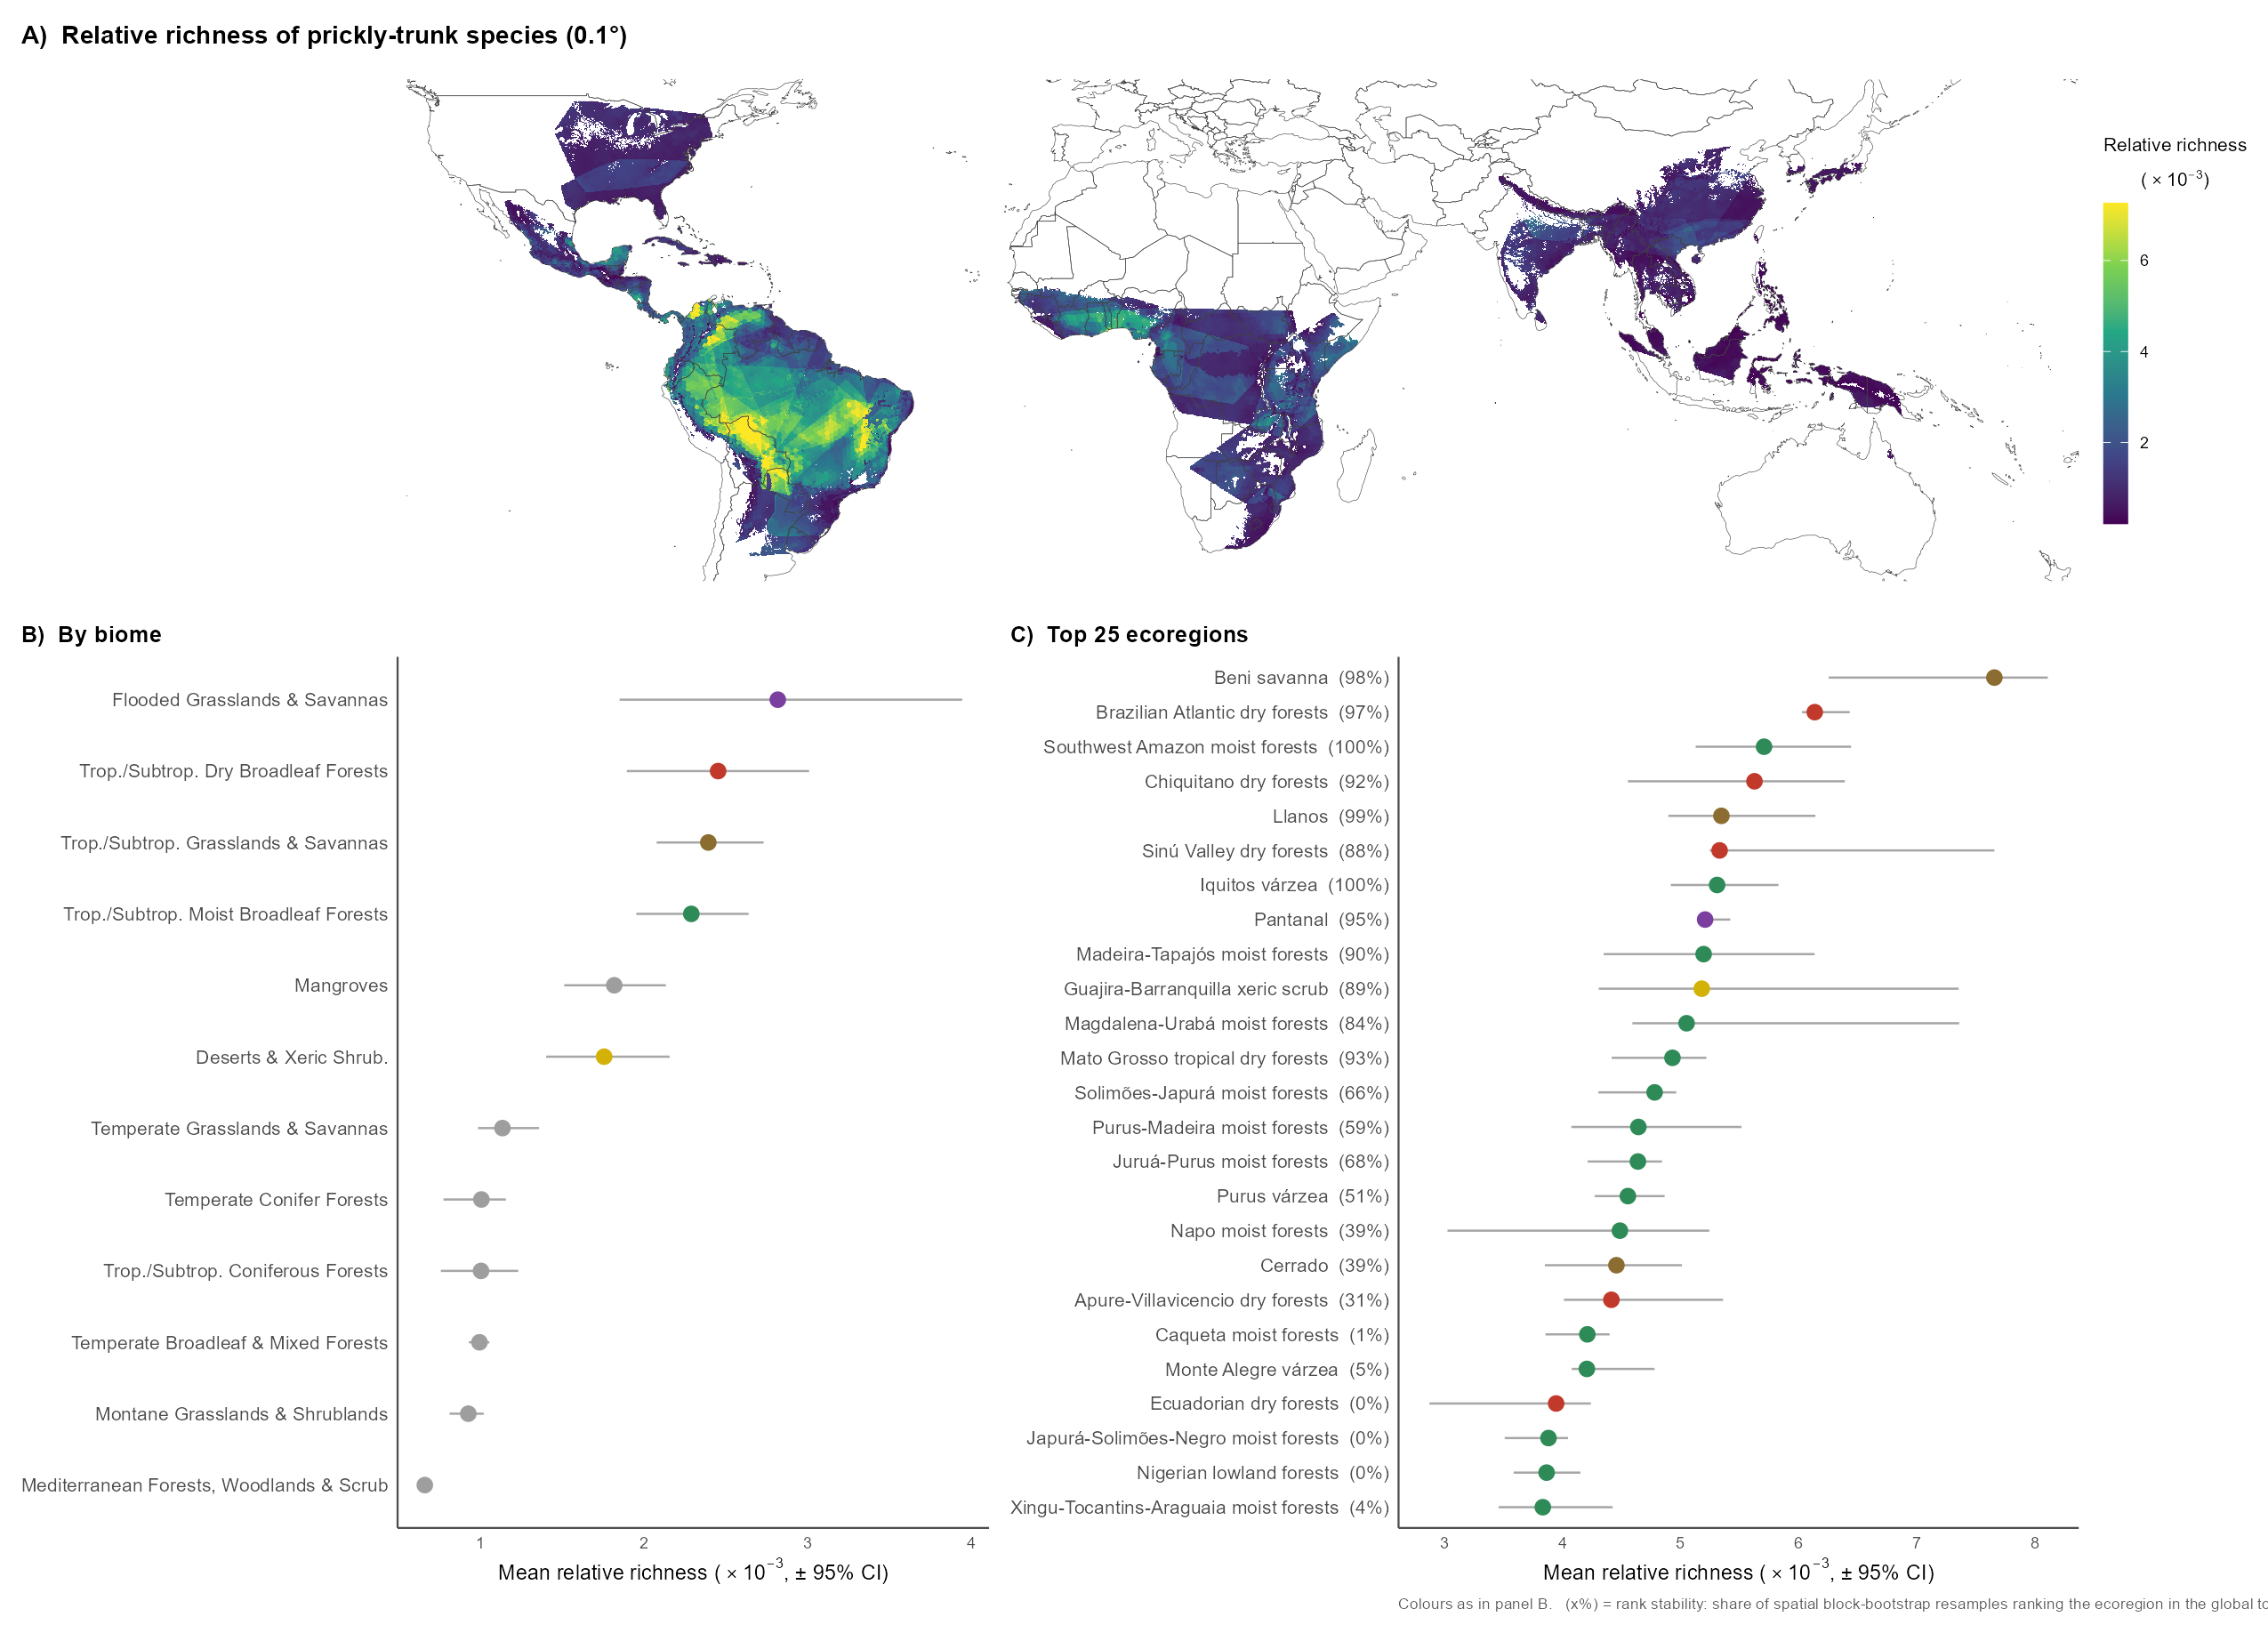 A)  Relative richness of prickly-trunk species (0.1°)
Relative richness
( × 10⁻³)
6
4
2
B)  By biome
Flooded Grasslands & Savannas
Trop./Subtrop. Dry Broadleaf Forests
Trop./Subtrop. Grasslands & Savannas
Trop./Subtrop. Moist Broadleaf Forests
Mangroves
Deserts & Xeric Shrub.
Temperate Grasslands & Savannas
Temperate Conifer Forests
Trop./Subtrop. Coniferous Forests
Temperate Broadleaf & Mixed Forests
Montane Grasslands & Shrublands
Mediterranean Forests, Woodlands & Scrub
1 2 3 4
Mean relative richness ( × 10⁻³, ± 95% CI)
C)  Top 25 ecoregions
Beni savanna  (98%)
Brazilian Atlantic dry forests  (97%)
Southwest Amazon moist forests  (100%)
Chiquitano dry forests  (92%)
Llanos  (99%)
Sinú Valley dry forests  (88%)
Iquitos várzea  (100%)
Pantanal  (95%)
Madeira-Tapajós moist forests  (90%)
Guajira-Barranquilla xeric scrub  (89%)
Magdalena-Urabá moist forests  (84%)
Mato Grosso tropical dry forests  (93%)
Solimões-Japurá moist forests  (66%)
Purus-Madeira moist forests  (59%)
Juruá-Purus moist forests  (68%)
Purus várzea  (51%)
Napo moist forests  (39%)
Cerrado  (39%)
Apure-Villavicencio dry forests  (31%)
Caqueta moist forests  (1%)
Monte Alegre várzea  (5%)
Ecuadorian dry forests  (0%)
Japurá-Solimões-Negro moist forests  (0%)
Nigerian lowland forests  (0%)
Xingu-Tocantins-Araguaia moist forests  (4%)
3 4 5 6 7 8
Mean relative richness ( × 10⁻³, ± 95% CI)
Colours as in panel B.   (x%) = rank stability: share of spatial block-bootstrap resamples ranking the ecoregion in the global